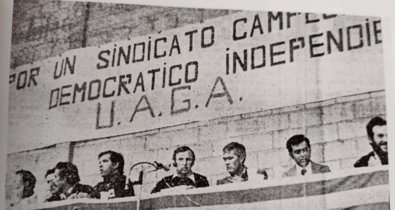 POR UN SINDICATO CAMPE
DEMOCRATICO INDEPENDIE
U.A.G.A.